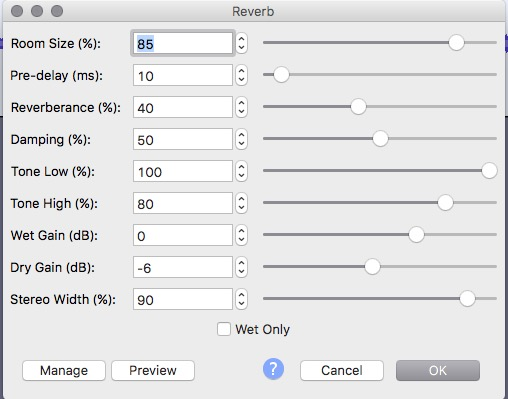 Reverb
Room Size (%): 85
Pre-delay (ms): 10
Reverberance (%): 40
Damping (%): 50
Tone Low (%): 100
Tone High (%): 80
Wet Gain (dB): 0
Dry Gain (dB): -6
Stereo Width (%): 90
Wet Only
Manage Preview ? Cancel OK